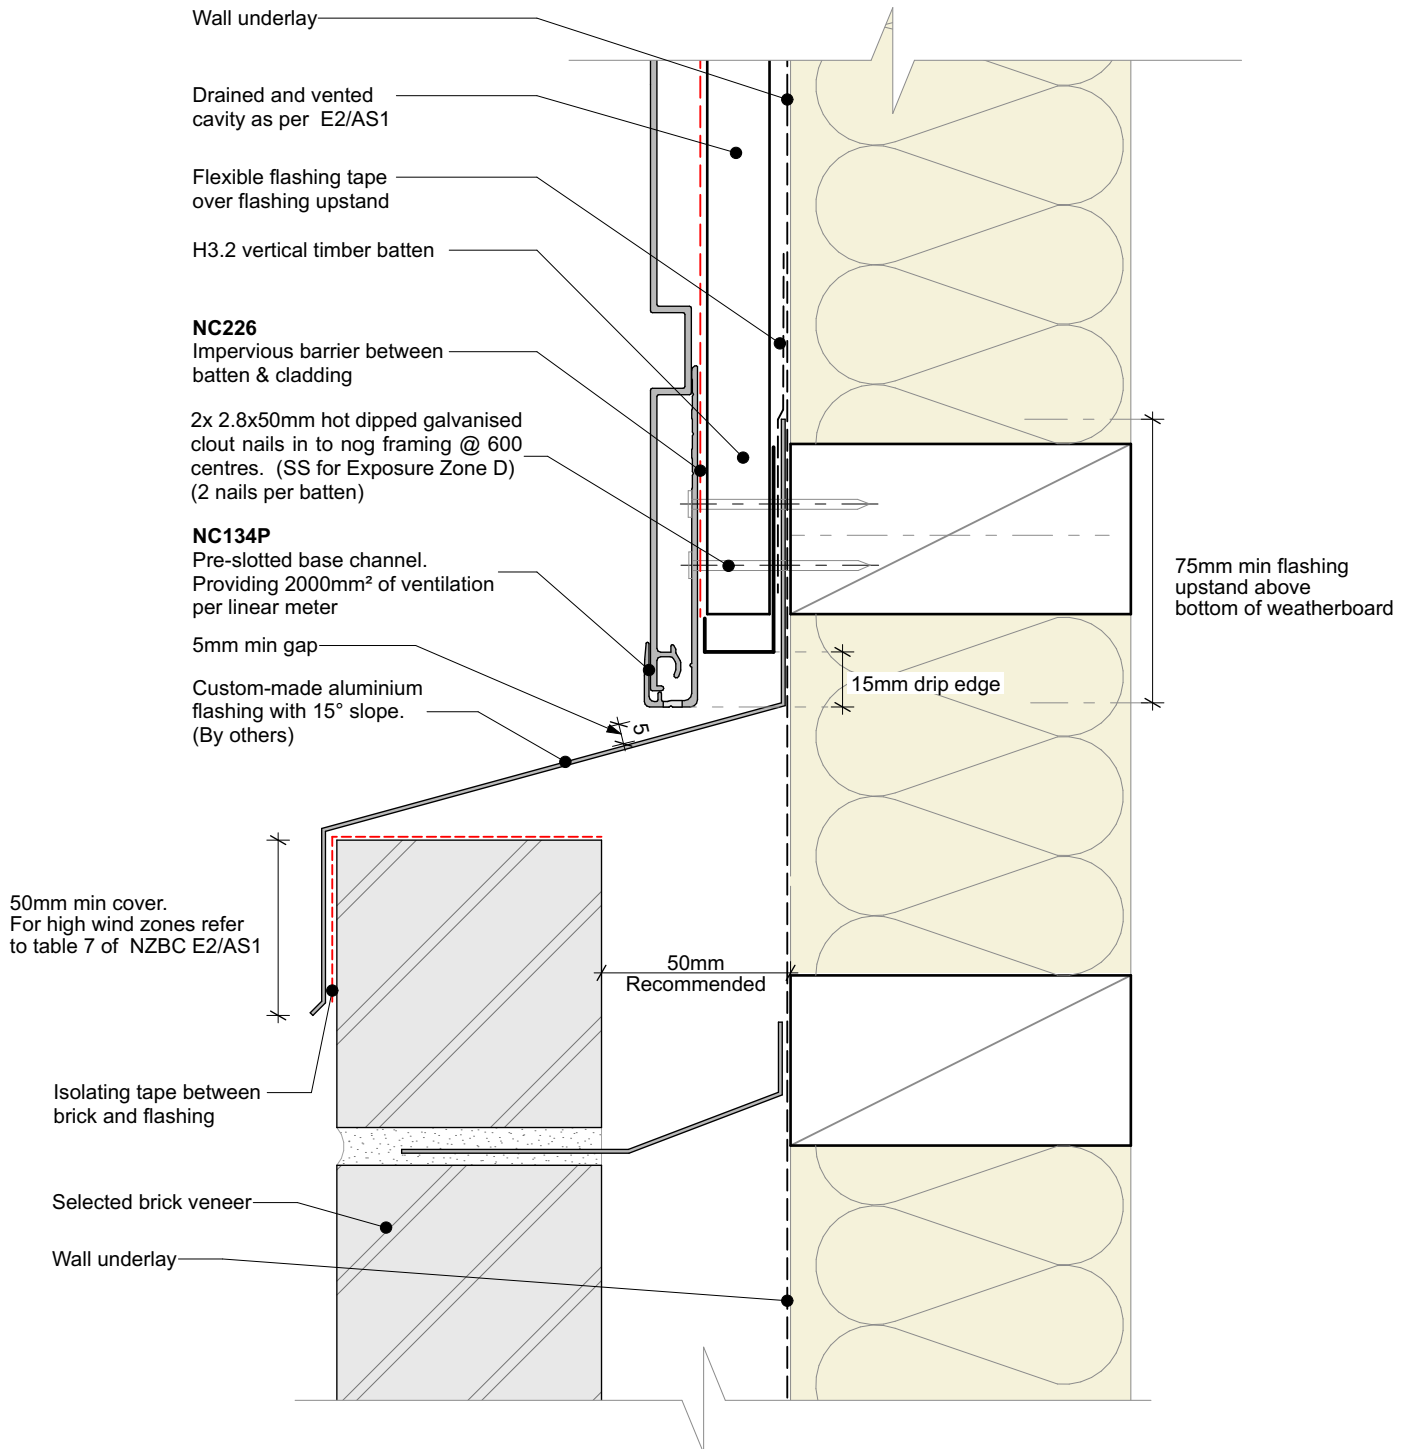 Wall underlay
Drained and vented
cavity as per E2/AS1
Flexible flashing tape
over flashing upstand
H3.2 vertical timber batten
NC226
Impervious barrier between
batten & cladding
2x 2.8x50mm hot dipped galvanised
clout nails in to nog framing @ 600
centres. (SS for Exposure Zone D)
(2 nails per batten)
NC134P
Pre-slotted base channel.
Providing 2000mm² of ventilation
per linear meter
5mm min gap
Custom-made aluminium
flashing with 15° slope.
(By others)
5
75mm min flashing
upstand above
bottom of weatherboard
15mm drip edge
50mm min cover.
For high wind zones refer
to table 7 of NZBC E2/AS1
50mm
Recommended
Isolating tape between
brick and flashing
Selected brick veneer
Wall underlay